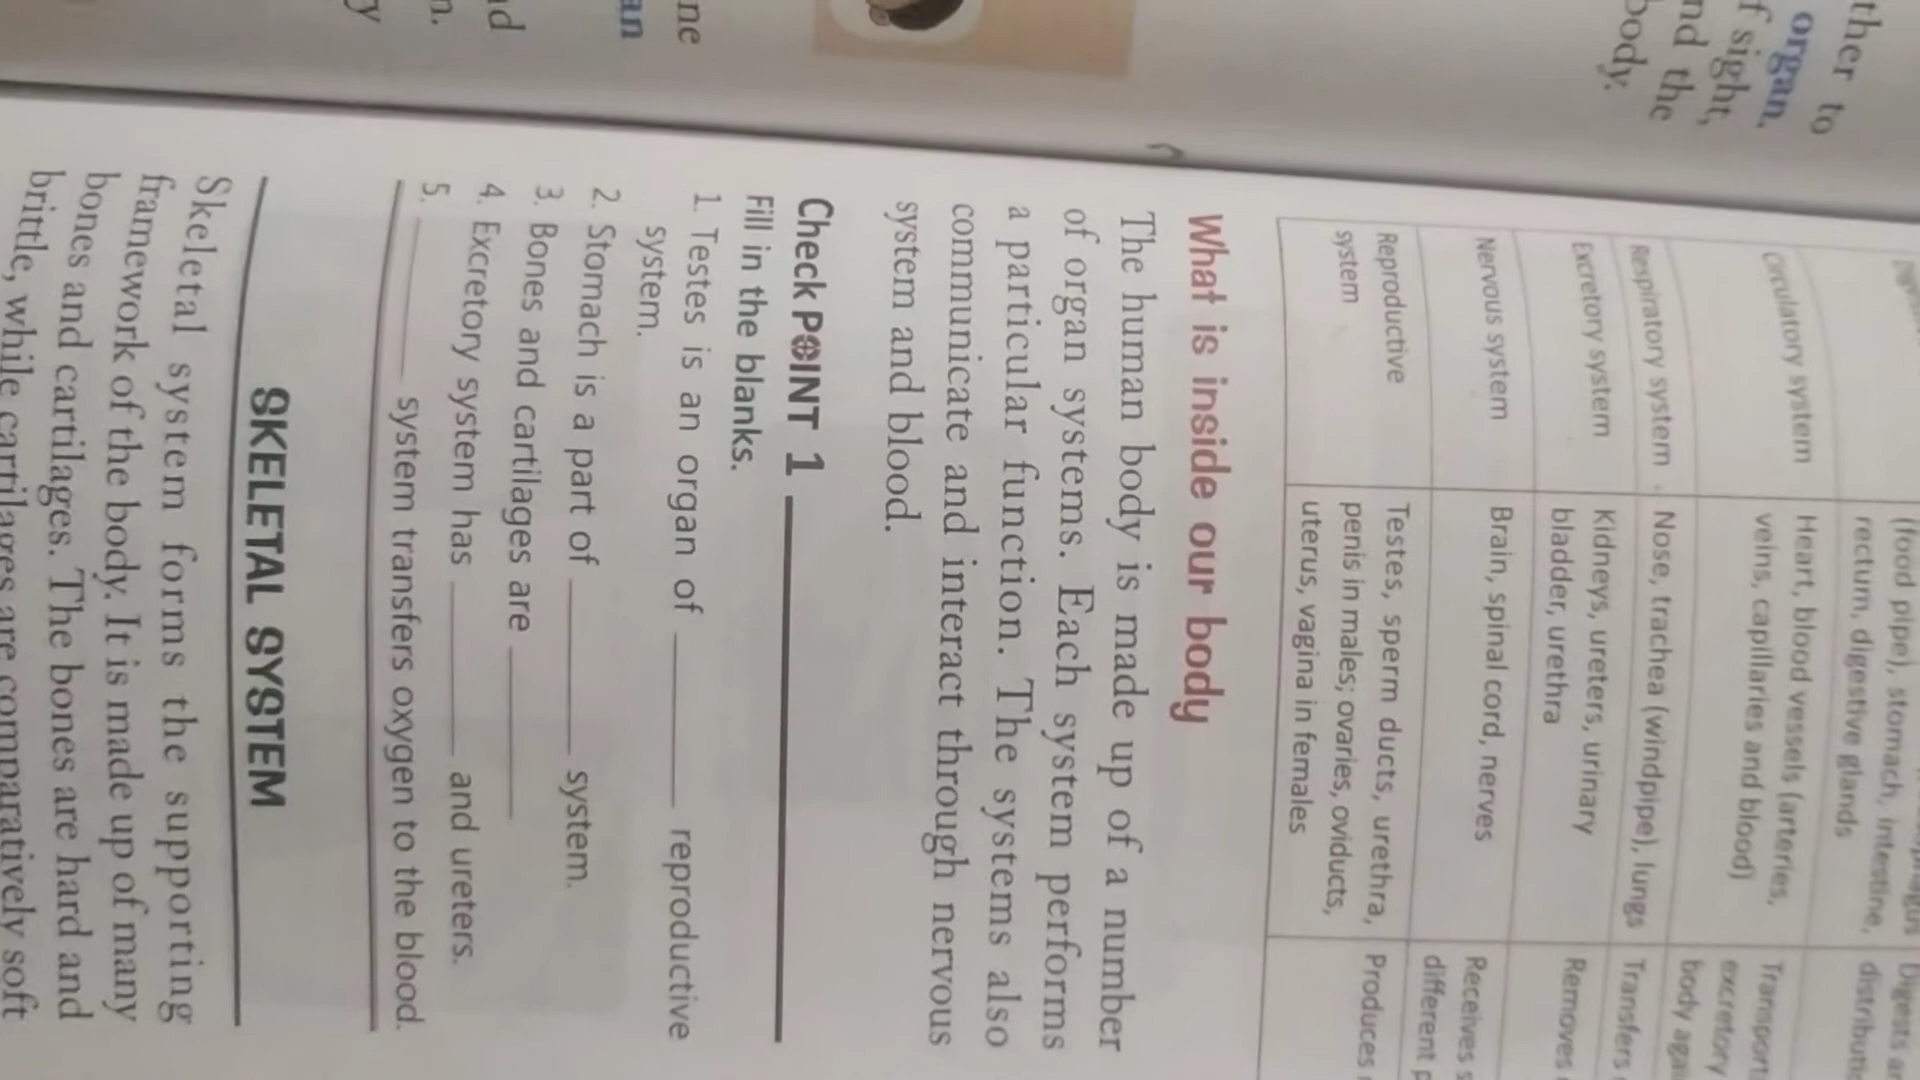 ther to
organ.
f sight,
nd the
body.
ne
an
n.
y
Circulatory system
Respiratory system
Excretory system
Nervous system
Reproductive
system
(food pipe), stomach, intestine,
rectum, digestive glands
Heart, blood vessels (arteries,
veins, capillaries and blood)
Nose, trachea (windpipe), lungs
Kidneys, ureters, urinary
bladder, urethra
Brain, spinal cord, nerves
Testes, sperm ducts, urethra,
penis in males; ovaries, oviducts,
uterus, vagina in females
excretory
Transfers
Removes
Receives s
different p
Produces
What is inside our body
The human body is made up of a number
of organ systems. Each system performs
a particular function. The systems also
communicate and interact through nervous
system and blood.
Check POINT 1
Fill in the blanks.
1. Testes is an organ of ________ reproductive
system.
2. Stomach is a part of ________ system.
3. Bones and cartilages are ________
4. Excretory system has ________ and ureters.
5. ________ system transfers oxygen to the blood.
SKELETAL SYSTEM
Skeletal system forms the supporting
framework of the body. It is made up of many
bones and cartilages. The bones are hard and
brittle, while cartilages are comparatively soft